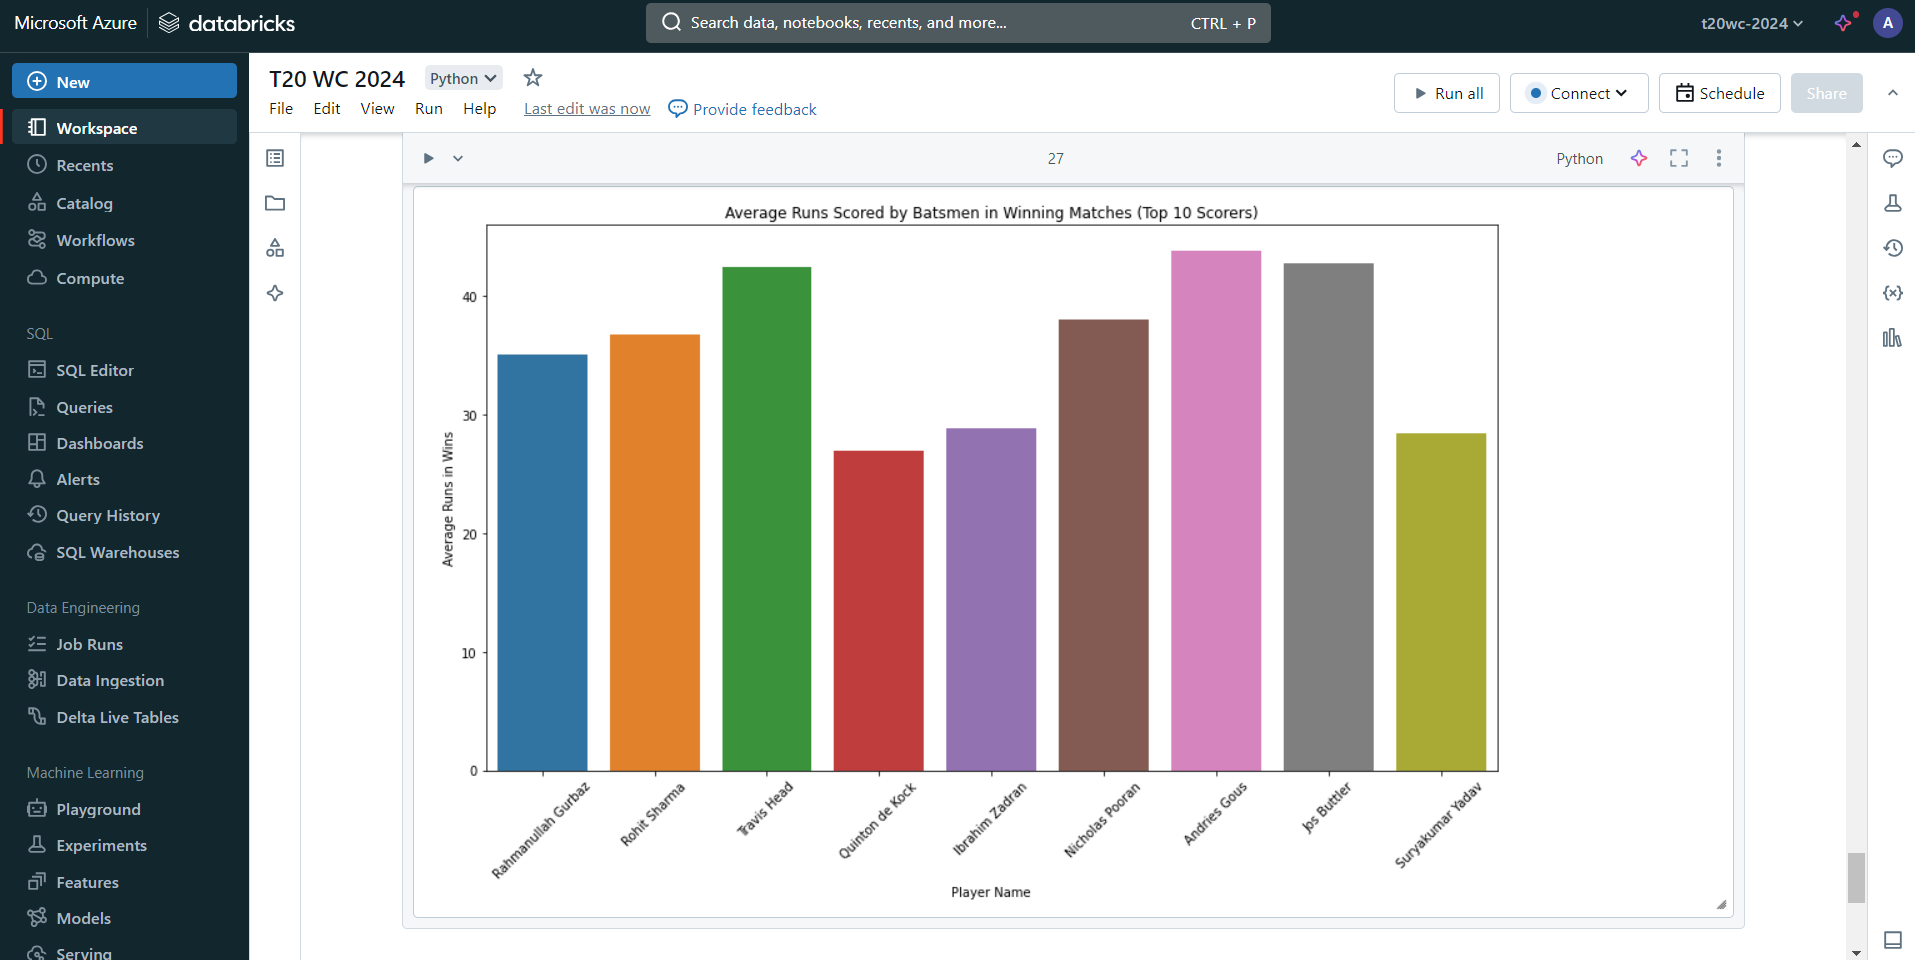 Microsoft Azure databricks
Search data, notebooks, recents, and more... CTRL + P
t20wc-2024
A
New
Workspace
Recents
Catalog
Workflows
Compute
SQL
SQL Editor
Queries
Dashboards
Alerts
Query History
SQL Warehouses
Data Engineering
Job Runs
Data Ingestion
Delta Live Tables
Machine Learning
Playground
Experiments
Features
Models
Serving
T20 WC 2024 Python
File Edit View Run Help Last edit was now Provide feedback
Run all Connect Schedule Share
27 Python
Average Runs Scored by Batsmen in Winning Matches (Top 10 Scorers)
Average Runs in Wins
40
30
20
10
0
Rahmanullah Gurbaz
Rohit Sharma
Travis Head
Quinton de Kock
Ibrahim Zadran
Nicholas Pooran
Andries Gous
Jos Buttler
Suryakumar Yadav
Player Name